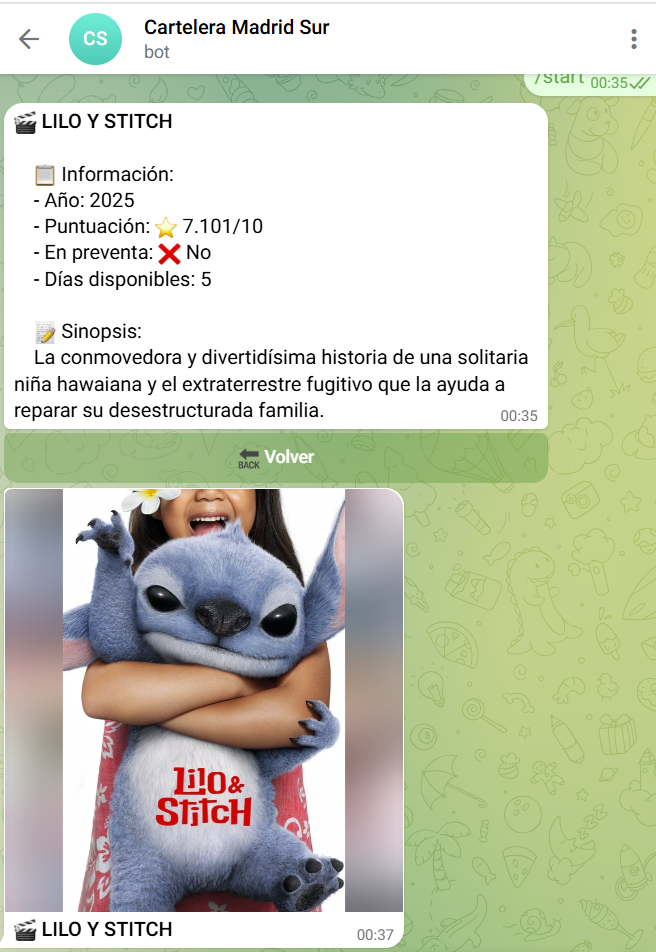 CS
Cartelera Madrid Sur
bot
/start 00:35
LILO Y STITCH
Información:
- Año: 2025
- Puntuación: ⭐ 7.101/10
- En preventa: ❌ No
- Días disponibles: 5
Sinopsis:
La conmovedora y divertidísima historia de una solitaria
niña hawaiana y el extraterrestre fugitivo que la ayuda a
reparar su desestructurada familia.
00:35
BACK Volver
Lilo &
Stitch
LILO Y STITCH
00:37